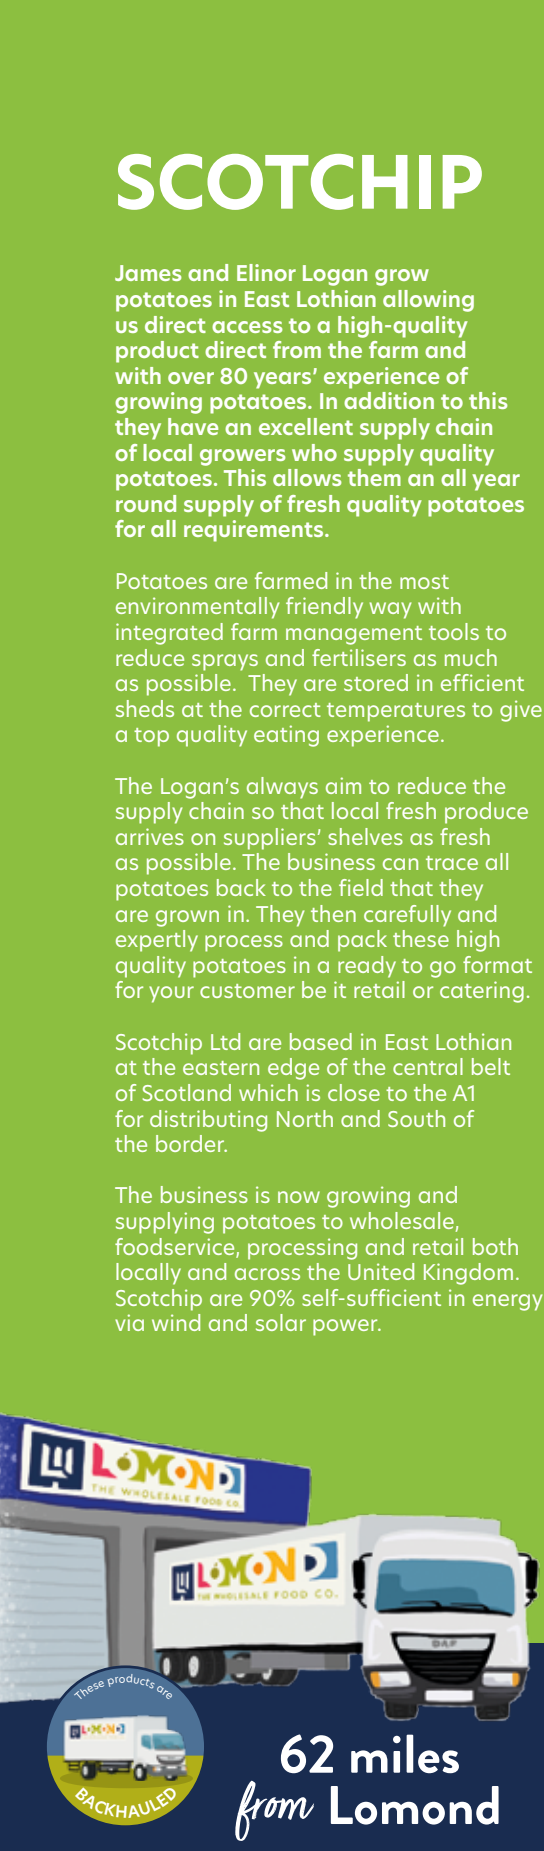 SCOTCHIP
James and Elinor Logan grow
potatoes in East Lothian allowing
us direct access to a high-quality
product direct from the farm and
with over 80 years’ experience of
growing potatoes. In addition to this
they have an excellent supply chain
of local growers who supply quality
potatoes. This allows them an all year
round supply of fresh quality potatoes
for all requirements.
Potatoes are farmed in the most
environmentally friendly way with
integrated farm management tools to
reduce sprays and fertilisers as much
as possible.  They are stored in efficient
sheds at the correct temperatures to give
a top quality eating experience.
The Logan’s always aim to reduce the
supply chain so that local fresh produce
arrives on suppliers’ shelves as fresh
as possible. The business can trace all
potatoes back to the field that they
are grown in. They then carefully and
expertly process and pack these high
quality potatoes in a ready to go format
for your customer be it retail or catering.
Scotchip Ltd are based in East Lothian
at the eastern edge of the central belt
of Scotland which is close to the A1
for distributing North and South of
the border.
The business is now growing and
supplying potatoes to wholesale,
foodservice, processing and retail both
locally and across the United Kingdom.
Scotchip are 90% self-sufficient in energy
via wind and solar power.
LOMOND
THE WHOLESALE FOOD CO.
LOMOND
THE WHOLESALE FOOD CO.
DAF
These products are
LOMOND
BACKHAULED
62 miles
from Lomond